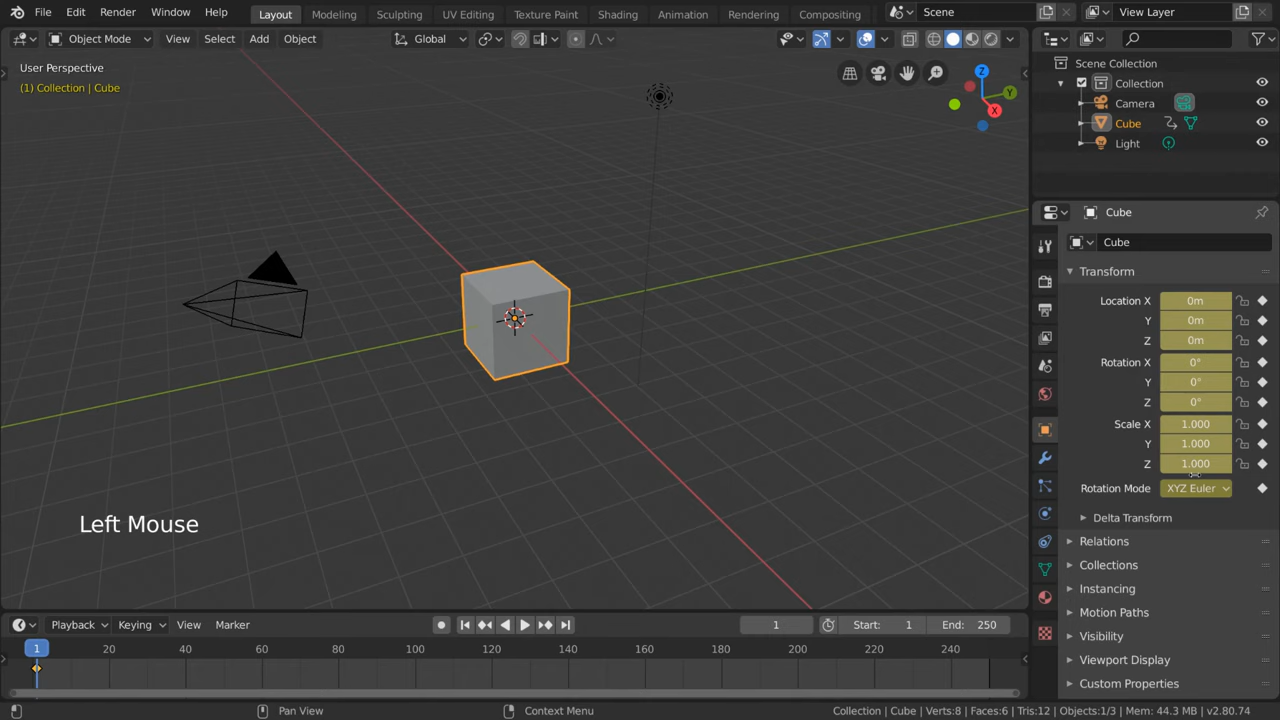 File Edit Render Window Help Layout Modeling Sculpting UV Editing Texture Paint Shading Animation Rendering Compositing Scene View Layer
Object Mode View Select Add Object Global
User Perspective
(1) Collection | Cube
Z
Y
X
Scene Collection
Collection
Camera
Cube
Light
Cube
Cube
Transform
Location X 0m
Y 0m
Z 0m
Rotation X 0°
Y 0°
Z 0°
Scale X 1.000
Y 1.000
Z 1.000
Rotation Mode XYZ Euler
Delta Transform
Relations
Collections
Instancing
Motion Paths
Visibility
Viewport Display
Custom Properties
Left Mouse
Playback Keying View Marker 1 Start: 1 End: 250
1 20 40 60 80 100 120 140 160 180 200 220 240
Pan View Context Menu Collection | Cube | Verts:8 | Faces:6 | Tris:12 | Objects:1/3 | Mem: 44.3 MB | v2.80.74